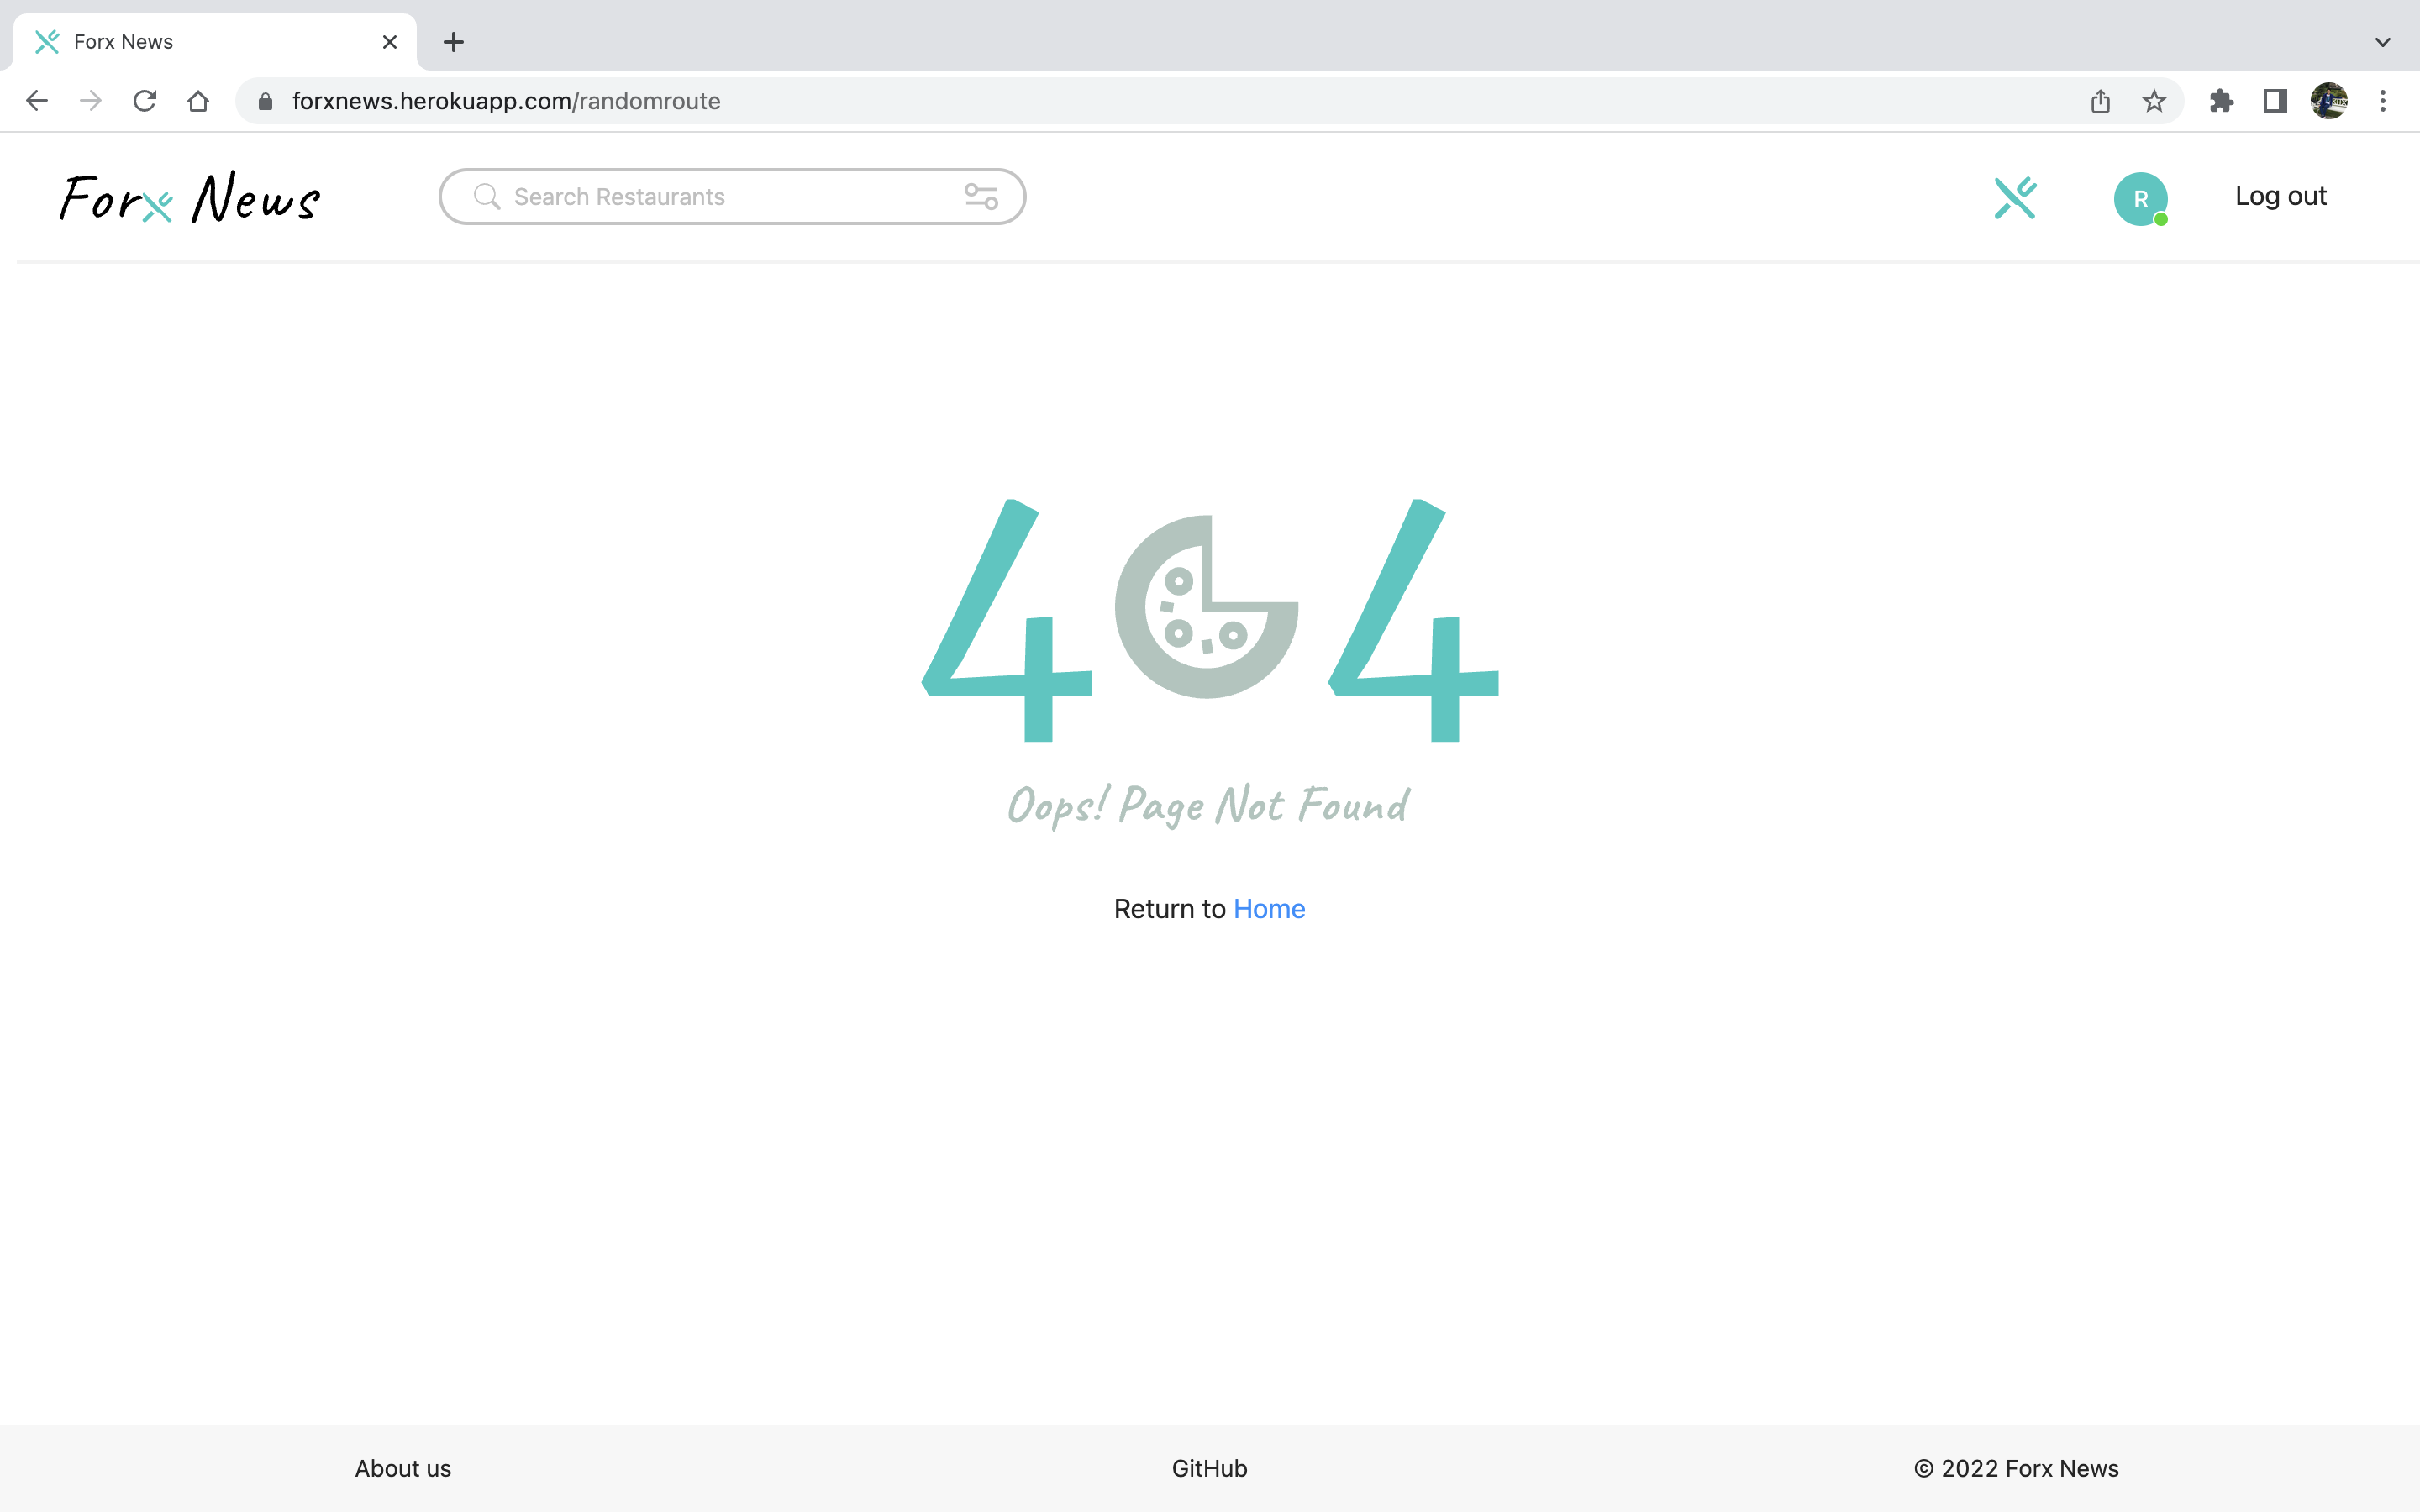 Forx News
forxnews.herokuapp.com/randomroute
Forx News
Search Restaurants
R
Log out
404
Oops! Page Not Found
Return to Home
About us
GitHub
© 2022 Forx News